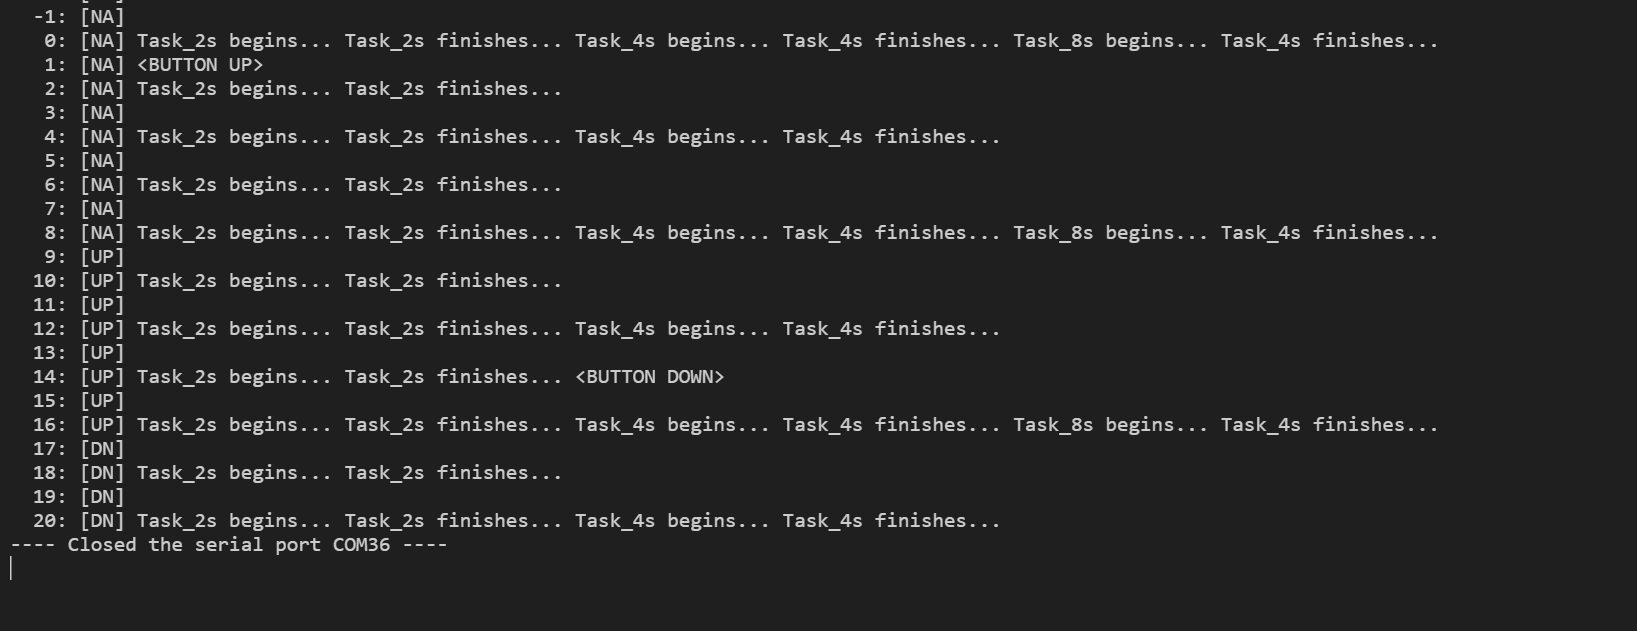 -1: [NA]
0: [NA] Task_2s begins... Task_2s finishes... Task_4s begins... Task_4s finishes... Task_8s begins... Task_4s finishes...
1: [NA] <BUTTON UP>
2: [NA] Task_2s begins... Task_2s finishes...
3: [NA]
4: [NA] Task_2s begins... Task_2s finishes... Task_4s begins... Task_4s finishes...
5: [NA]
6: [NA] Task_2s begins... Task_2s finishes...
7: [NA]
8: [NA] Task_2s begins... Task_2s finishes... Task_4s begins... Task_4s finishes... Task_8s begins... Task_4s finishes...
9: [UP]
10: [UP] Task_2s begins... Task_2s finishes...
11: [UP]
12: [UP] Task_2s begins... Task_2s finishes... Task_4s begins... Task_4s finishes...
13: [UP]
14: [UP] Task_2s begins... Task_2s finishes... <BUTTON DOWN>
15: [UP]
16: [UP] Task_2s begins... Task_2s finishes... Task_4s begins... Task_4s finishes... Task_8s begins... Task_4s finishes...
17: [DN]
18: [DN] Task_2s begins... Task_2s finishes...
19: [DN]
20: [DN] Task_2s begins... Task_2s finishes... Task_4s begins... Task_4s finishes...
---- Closed the serial port COM36 ----